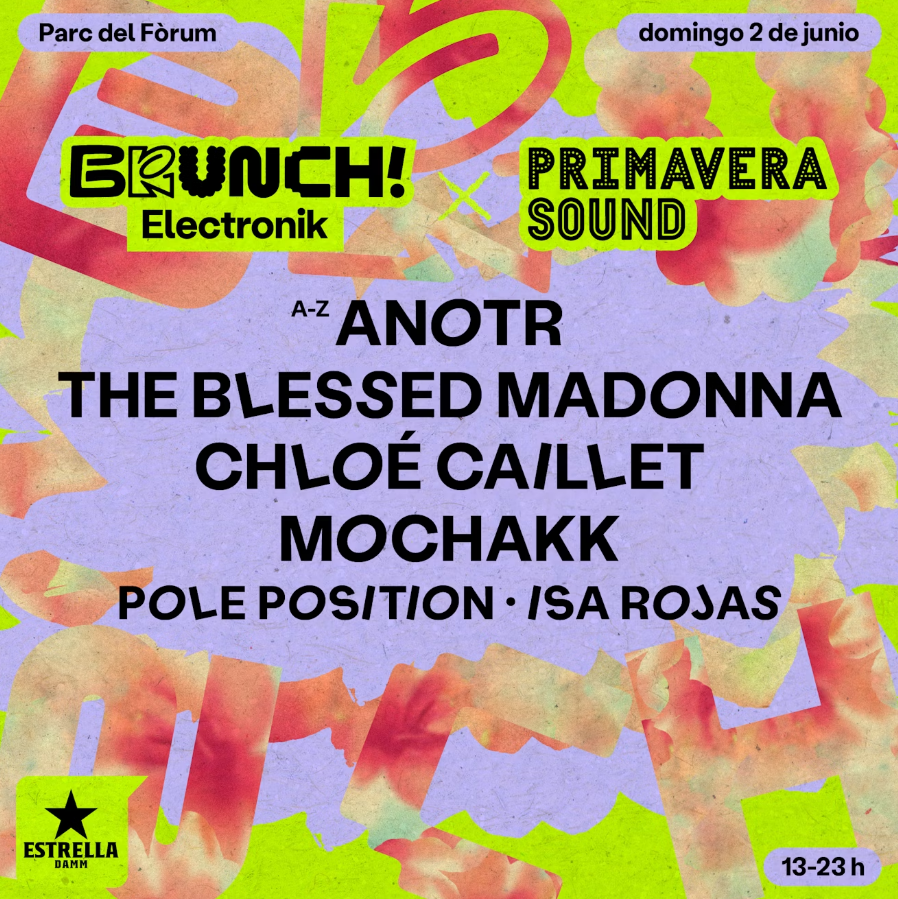 Parc del Fòrum
domingo 2 de junio
BRUNCH!
Electronik
×
PRIMAVERA
SOUND
A-Z ANOTR
THE BLESSED MADONNA
CHLOÉ CAILLET
MOCHAKK
POLE POSITION · ISA ROJAS
ESTRELLA
DAMM
13-23 h